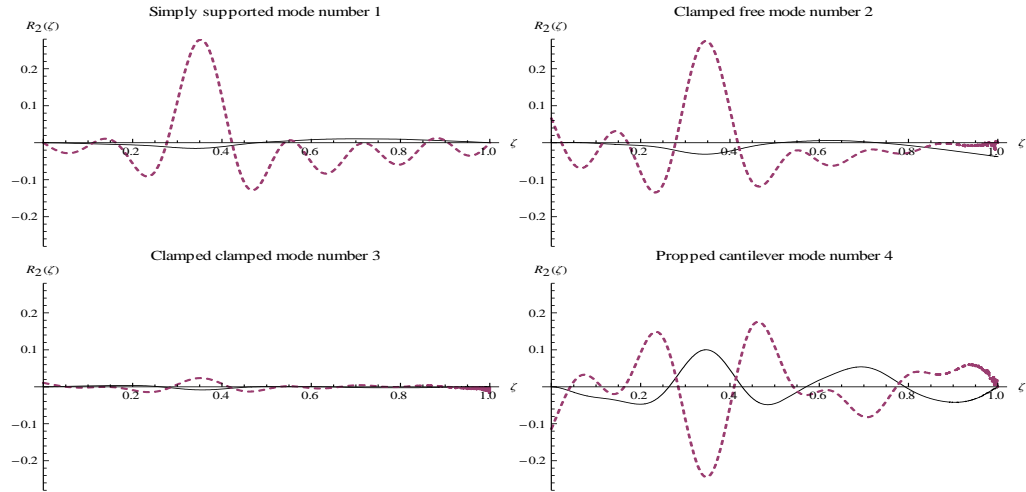 Simply supported mode number 1
R2(ζ)
0.2
0.1
−0.1
−0.2
0.2 0.4 0.6 0.8 1.0 ζ
Clamped free mode number 2
R2(ζ)
0.2
0.1
−0.1
−0.2
0.2 0.4 0.6 0.8 1.0 ζ
Clamped clamped mode number 3
R2(ζ)
0.2
0.1
−0.1
−0.2
0.2 0.4 0.6 0.8 1.0 ζ
Propped cantilever mode number 4
R2(ζ)
0.2
0.1
−0.1
−0.2
0.2 0.4 0.6 0.8 1.0 ζ